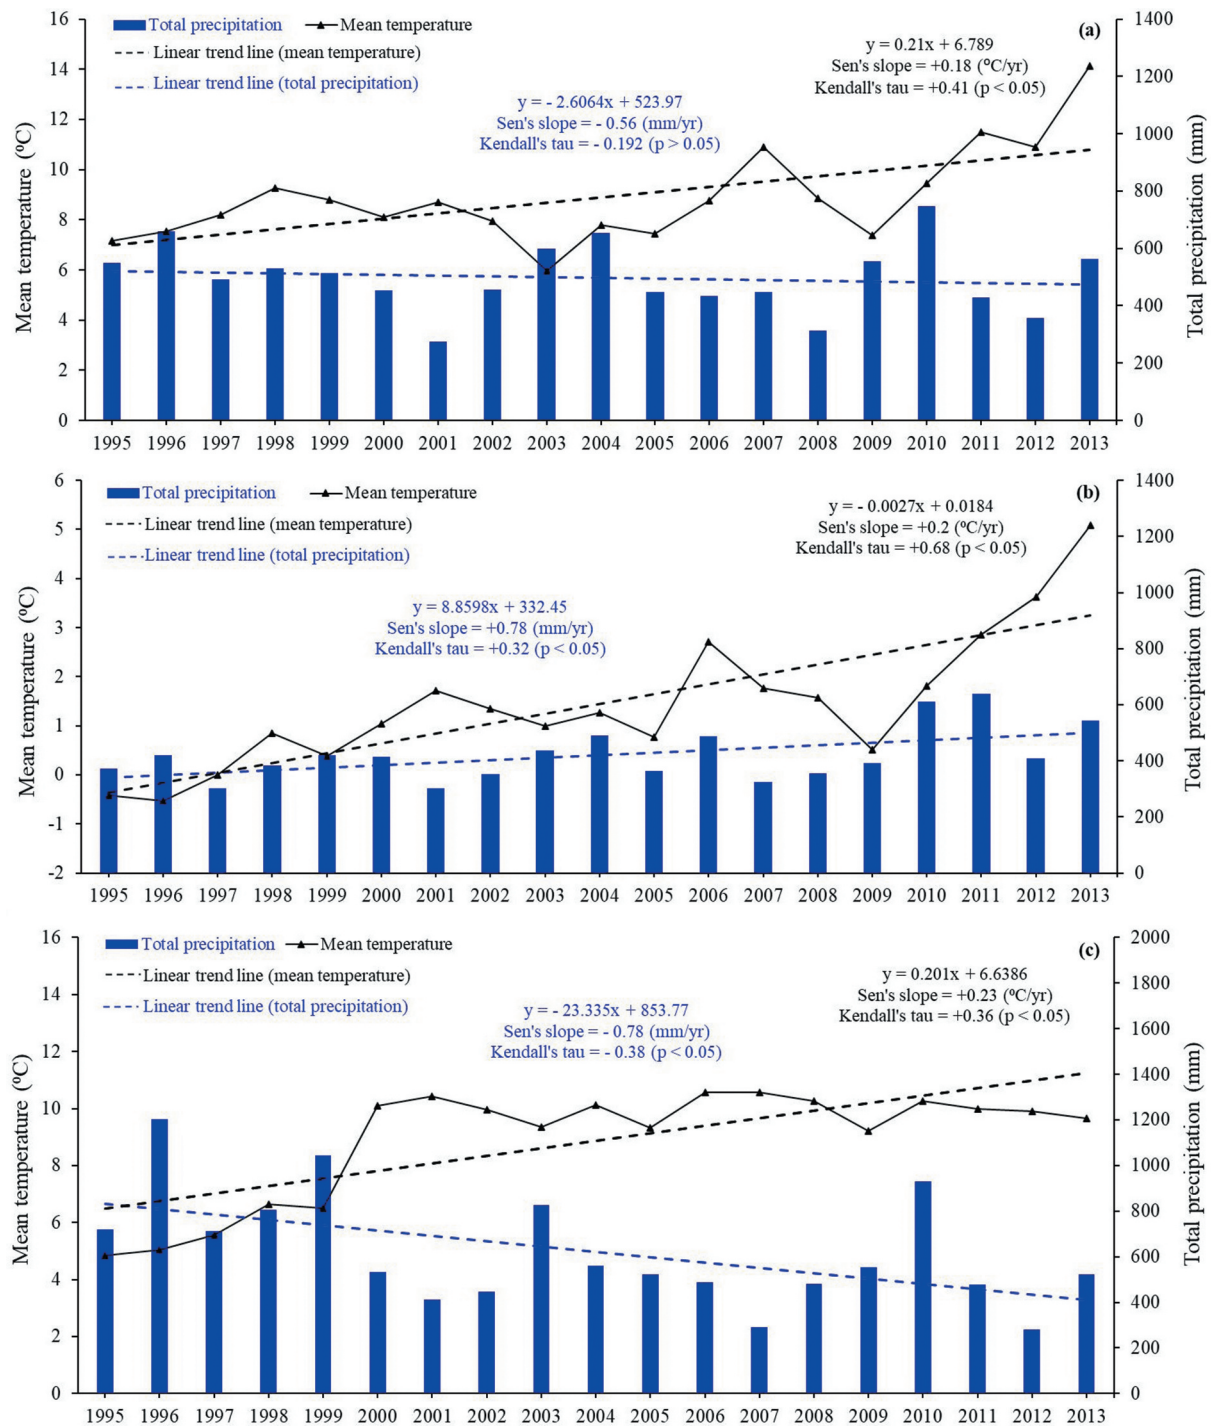 Total precipitation Mean temperature (a)
Linear trend line (mean temperature)
Linear trend line (total precipitation)
y = 0.21x + 6.789
Sen's slope = +0.18 (ºC/yr)
Kendall's tau = +0.41 (p < 0.05)
y = - 2.6064x + 523.97
Sen's slope = - 0.56 (mm/yr)
Kendall's tau = - 0.192 (p > 0.05)
Mean temperature (ºC)
16
14
12
10
8
6
4
2
0
Total precipitation (mm)
1400
1200
1000
800
600
400
200
0
1995 1996 1997 1998 1999 2000 2001 2002 2003 2004 2005 2006 2007 2008 2009 2010 2011 2012 2013
Total precipitation Mean temperature (b)
Linear trend line (mean temperature)
Linear trend line (total precipitation)
y = - 0.0027x + 0.0184
Sen's slope = +0.2 (ºC/yr)
Kendall's tau = +0.68 (p < 0.05)
y = 8.8598x + 332.45
Sen's slope = +0.78 (mm/yr)
Kendall's tau = +0.32 (p < 0.05)
Mean temperature (ºC)
6
5
4
3
2
1
0
-1
-2
Total precipitation (mm)
1400
1200
1000
800
600
400
200
0
1995 1996 1997 1998 1999 2000 2001 2002 2003 2004 2005 2006 2007 2008 2009 2010 2011 2012 2013
Total precipitation Mean temperature (c)
Linear trend line (mean temperature)
Linear trend line (total precipitation)
y = 0.201x + 6.6386
Sen's slope = +0.23 (ºC/yr)
Kendall's tau = +0.36 (p < 0.05)
y = - 23.335x + 853.77
Sen's slope = - 0.78 (mm/yr)
Kendall's tau = - 0.38 (p < 0.05)
Mean temperature (ºC)
16
14
12
10
8
6
4
2
0
Total precipitation (mm)
2000
1800
1600
1400
1200
1000
800
600
400
200
0
1995 1996 1997 1998 1999 2000 2001 2002 2003 2004 2005 2006 2007 2008 2009 2010 2011 2012 2013